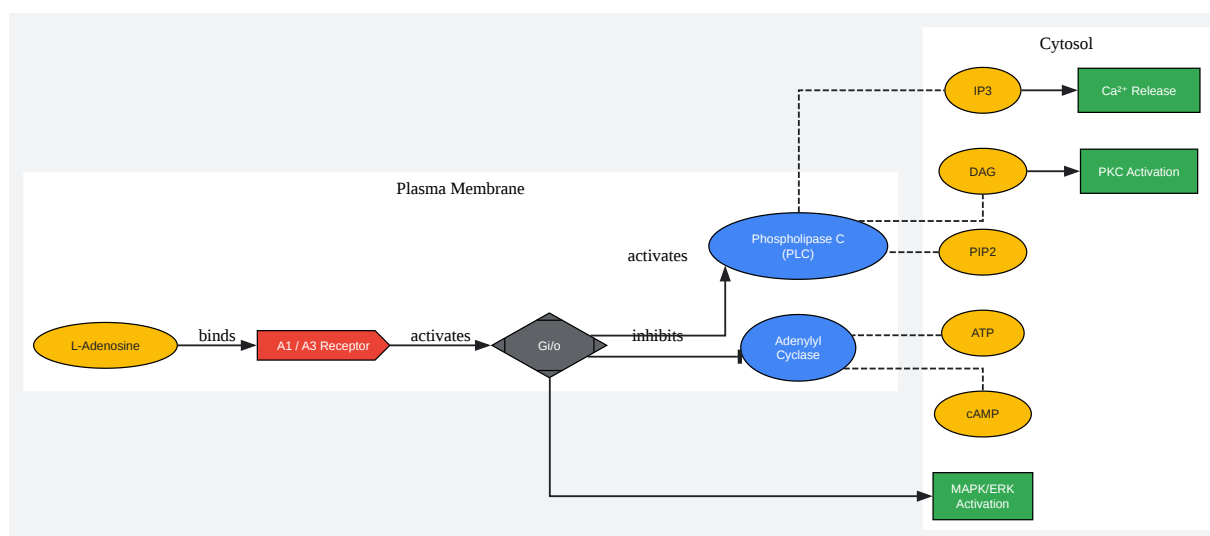 Cytosol
IP3
Ca²⁺ Release
DAG
PKC Activation
Plasma Membrane
Phospholipase C
(PLC)
activates
PIP2
L-Adenosine
binds
A1 / A3 Receptor
activates
Gi/o
inhibits
Adenylyl
Cyclase
ATP
cAMP
MAPK/ERK
Activation